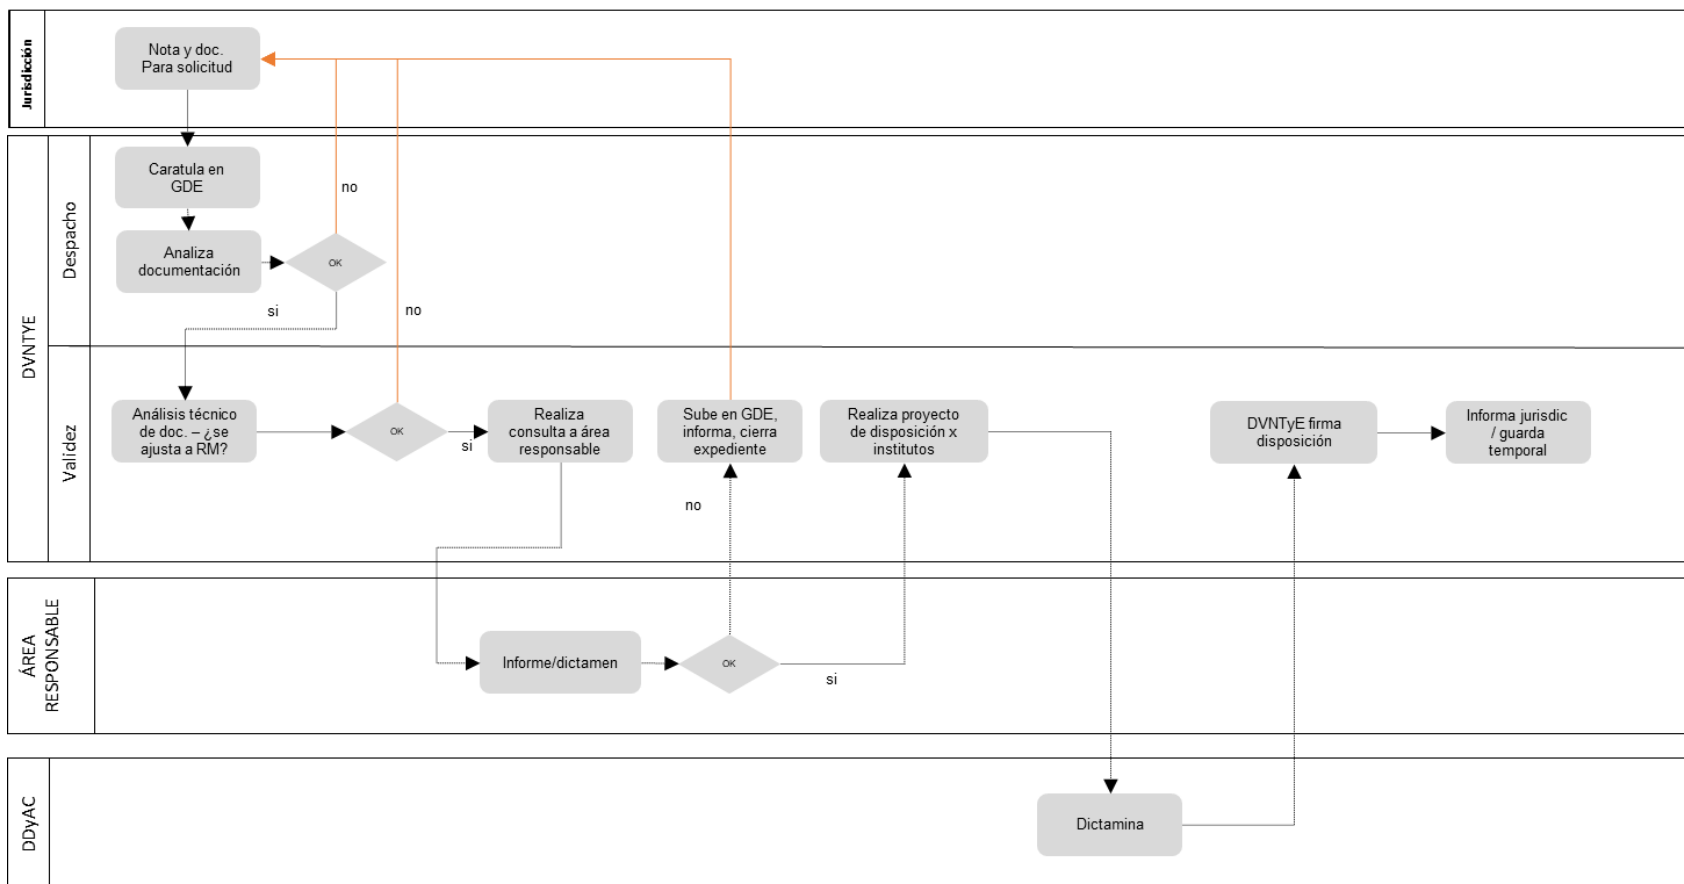 Jurisdicción
Nota y doc.
Para solicitud
DVNTYE
Despacho
Caratula en
GDE
no
Analiza
documentación
OK
si
no
Validez
Análisis técnico
de doc. – ¿se
ajusta a RM?
OK
si
Realiza
consulta a área
responsable
Sube en GDE,
informa, cierra
expediente
Realiza proyecto
de disposición x
institutos
DVNTyE firma
disposición
Informa jurisdic
/ guarda
temporal
no
ÁREA
RESPONSABLE
Informe/dictamen
OK
si
DDyAC
Dictamina